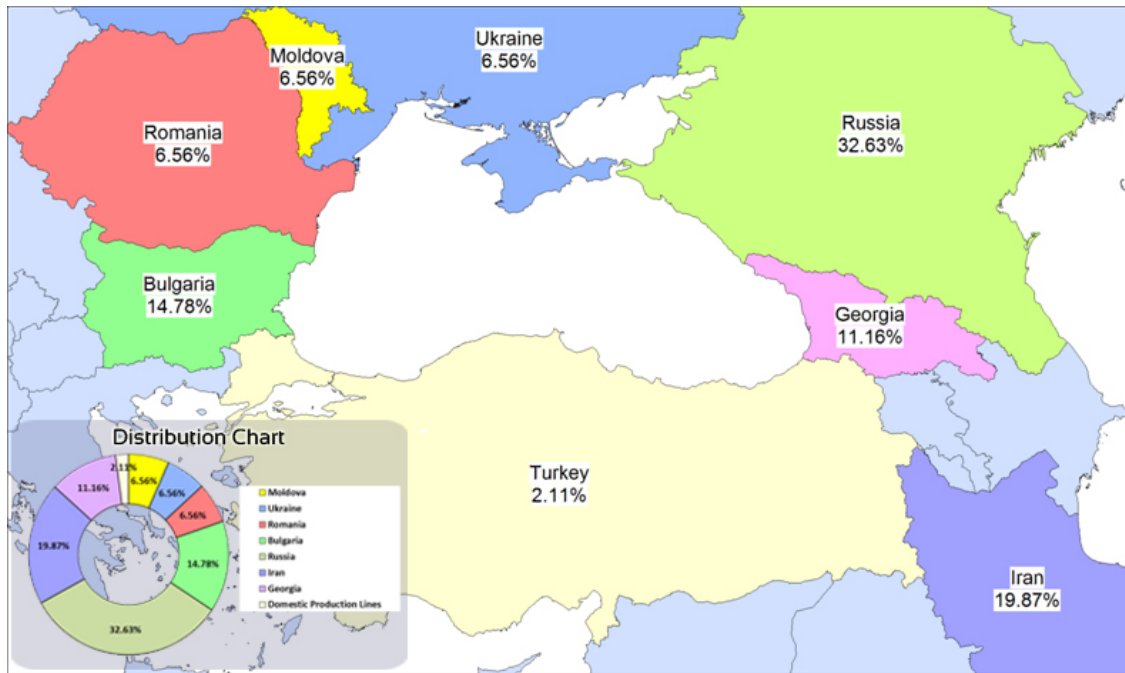 Ukraine
6.56%
Moldova
6.56%
Romania
6.56%
Russia
32.63%
Bulgaria
14.78%
Georgia
11.16%
Turkey
2.11%
Iran
19.87%
Distribution Chart
2.11%
6.56%
6.56%
6.56%
14.78%
32.63%
19.87%
11.16%
Moldova
Ukraine
Romania
Bulgaria
Russia
Iran
Georgia
Domestic Production Lines